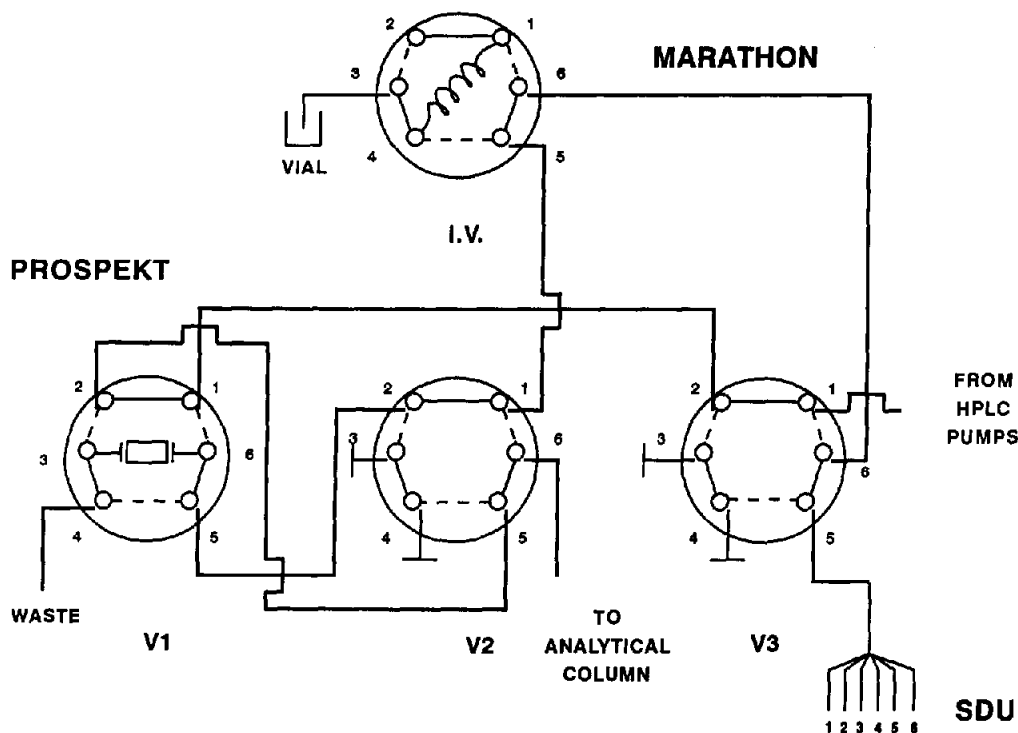 2
1
MARATHON
3
6
VIAL
4
5
I.V.
PROSPEKT
2
1
3
6
4
5
WASTE
V1
2
1
3
6
4
5
TO
ANALYTICAL
COLUMN
V2
2
1
FROM
HPLC
PUMPS
3
6
4
5
V3
1 2 3 4 5 6
SDU